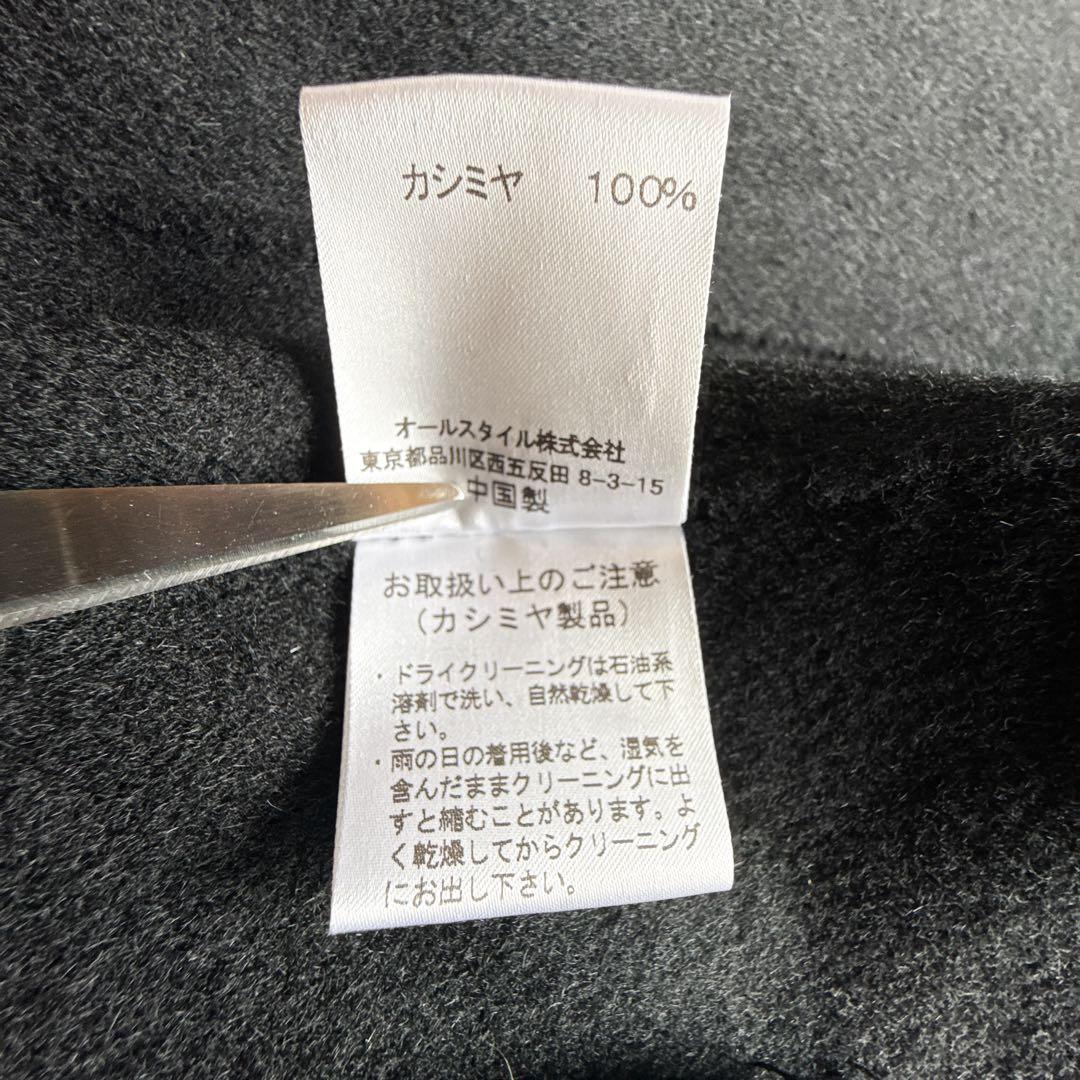 カシミヤ 100%
オールスタイル株式会社
東京都品川区西五反田 8-3-15
中国製
お取扱い上のご注意
(カシミヤ製品)
・ドライクリーニングは石油系
溶剤で洗い、自然乾燥して下
さい。
・雨の日の着用後など、湿気を
含んだままクリーニングに出
すと縮むことがあります。よ
く乾燥してからクリーニング
にお出し下さい。